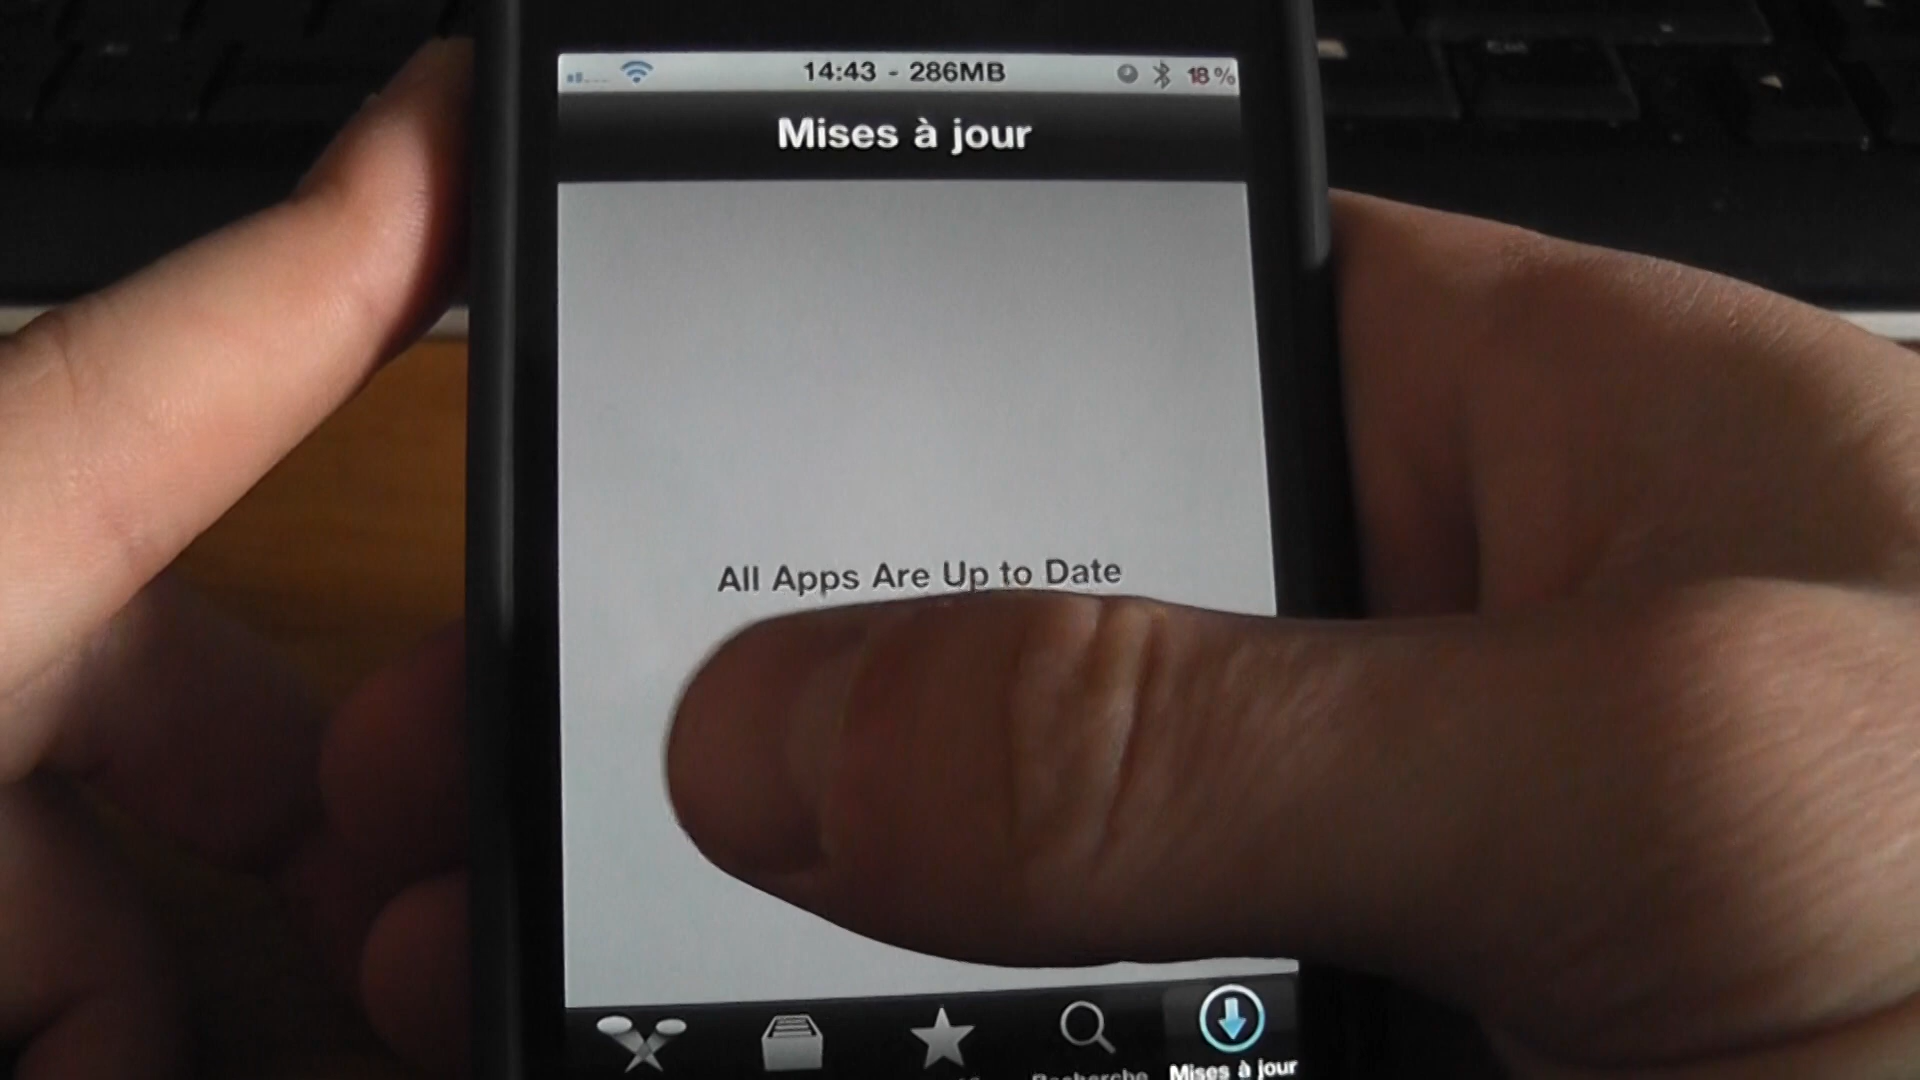 14:43 - 286MB 18%
Mises à jour
All Apps Are Up to Date
Recherche
Mises à jour